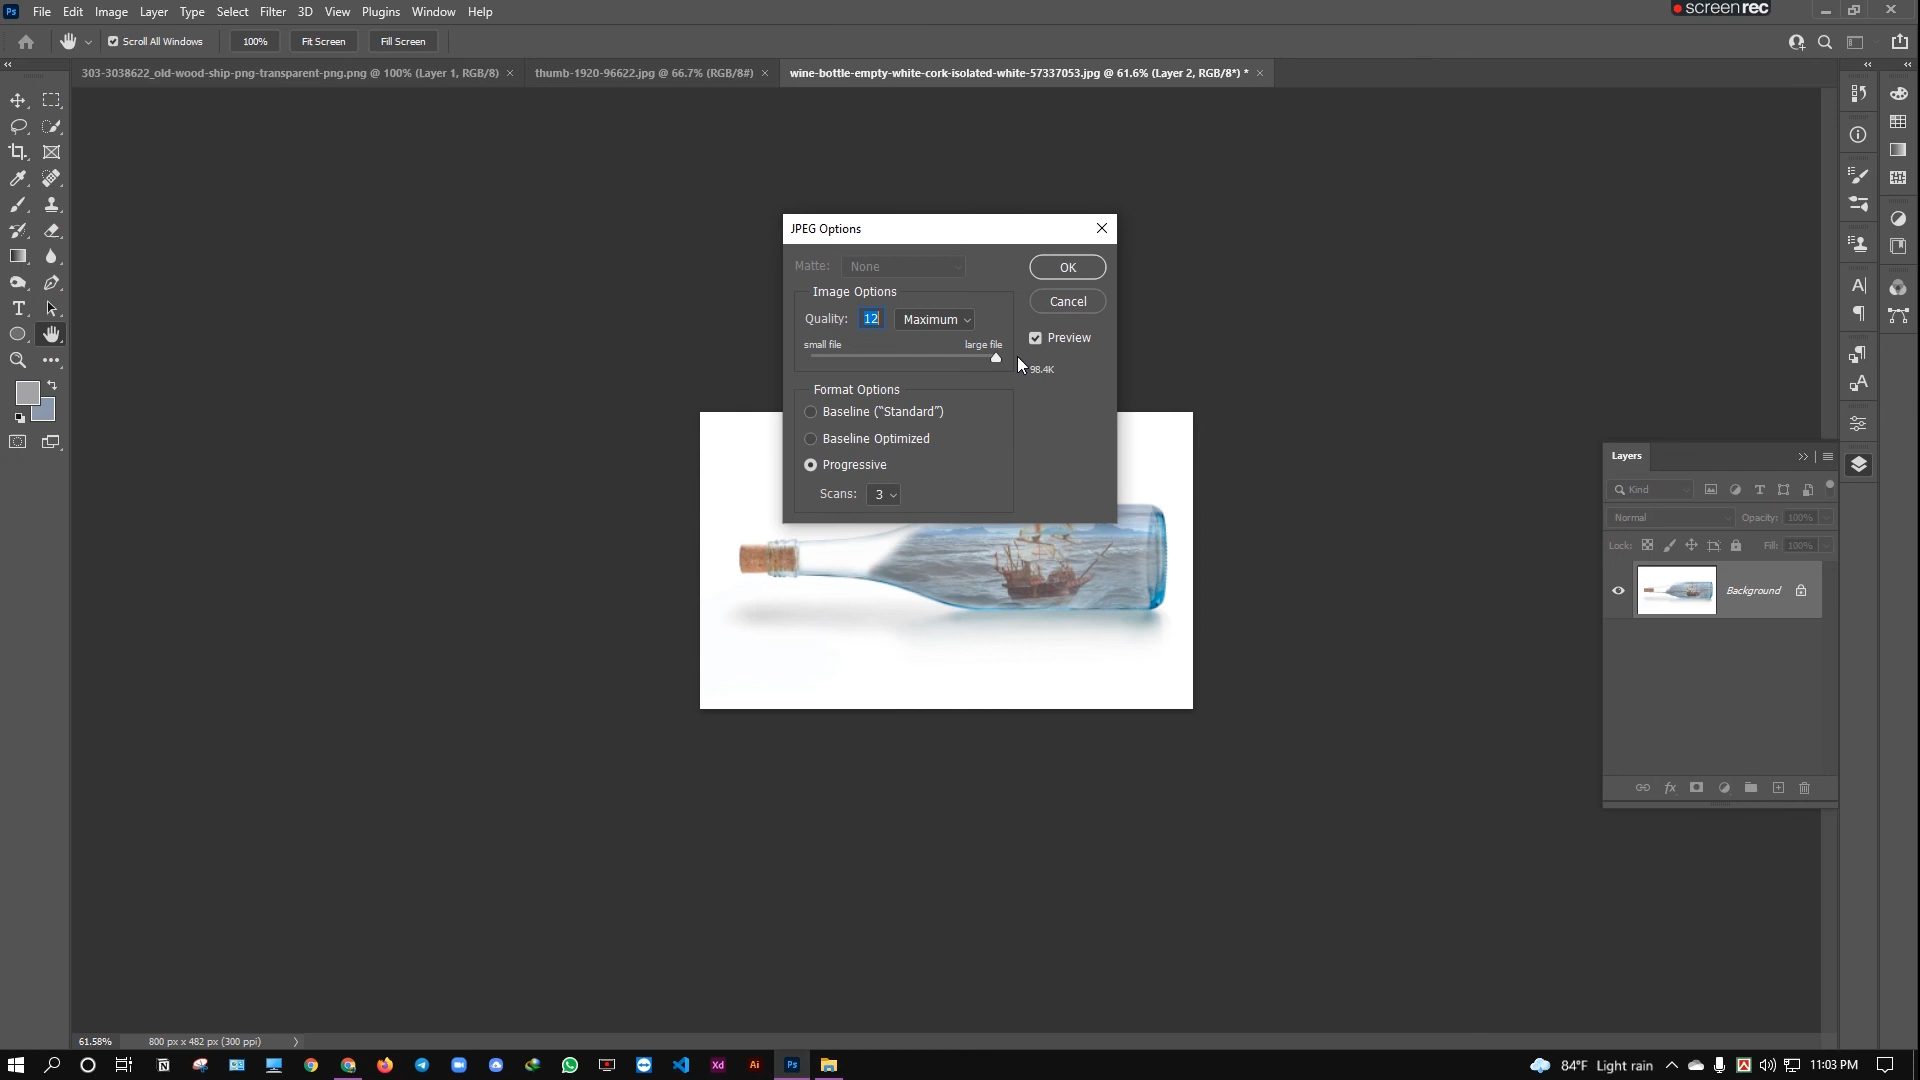 Ps File Edit Image Layer Type Select Filter 3D View Plugins Window Help
screenrec
Scroll All Windows 100% Fit Screen Fill Screen
303-3038622_old-wood-ship-png-transparent-png.png @ 100% (Layer 1, RGB/8) × thumb-1920-96622.jpg @ 66.7% (RGB/8#) × wine-bottle-empty-white-cork-isolated-white-57337053.jpg @ 61.6% (Layer 2, RGB/8*) * ×
JPEG Options
Matte: None
OK
Image Options
Cancel
Quality: 12 Maximum
Preview
small file large file
98.4K
Format Options
Baseline (“Standard”)
Baseline Optimized
Progressive
Scans: 3
Layers
Kind
Normal Opacity: 100%
Lock: Fill: 100%
Background
61.58% 800 px x 482 px (300 ppi)
Xd Ai Ps
84°F Light rain 11:03 PM